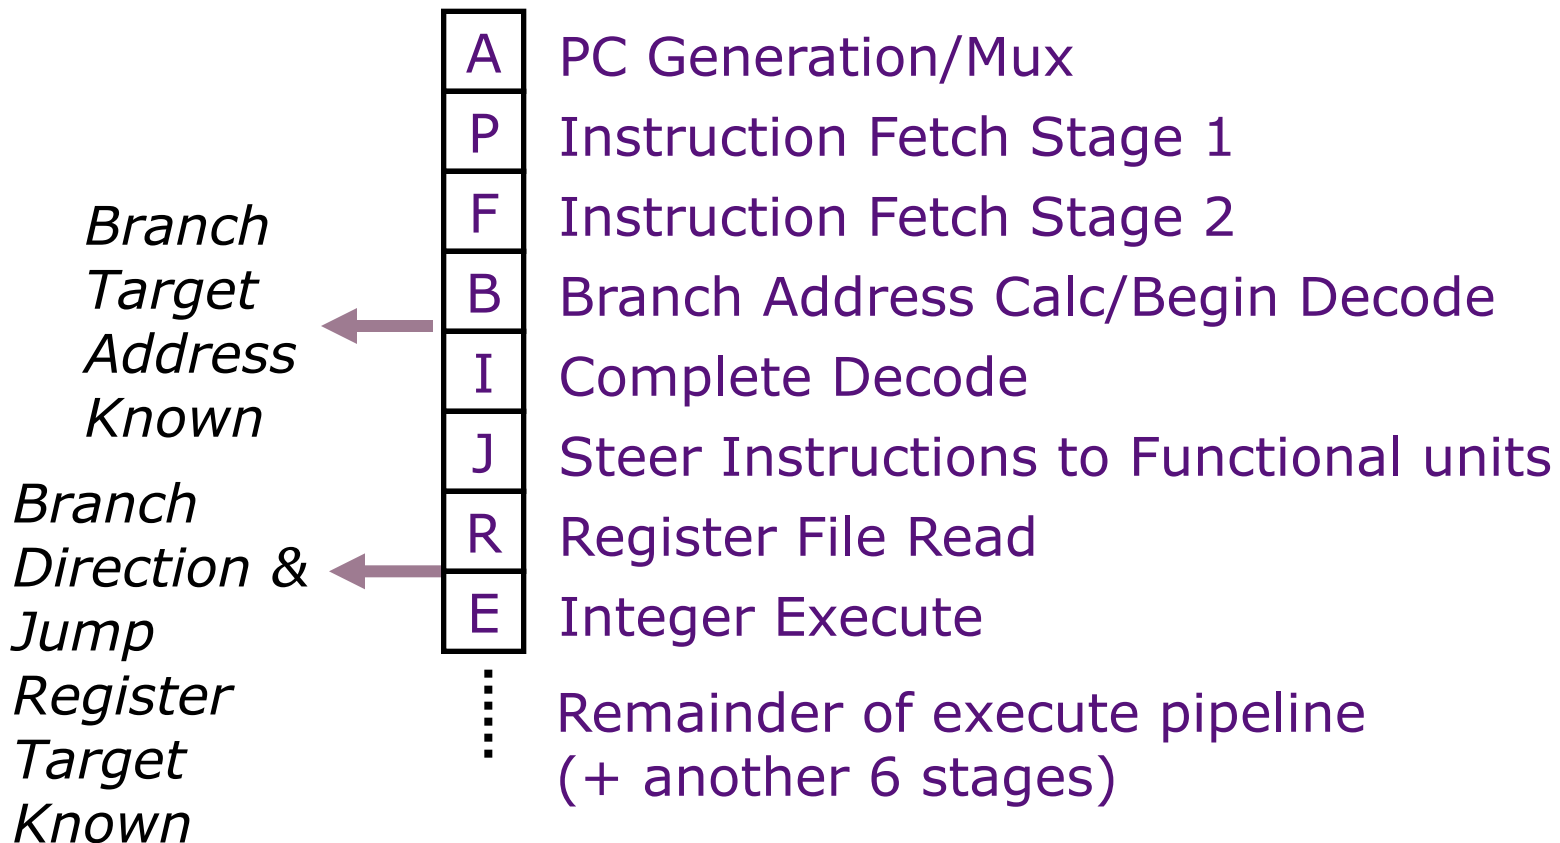 A PC Generation/Mux
P Instruction Fetch Stage 1
F Instruction Fetch Stage 2
B Branch Address Calc/Begin Decode
I Complete Decode
J Steer Instructions to Functional units
R Register File Read
E Integer Execute
Remainder of execute pipeline
(+ another 6 stages)
Branch
Target
Address
Known
Branch
Direction &
Jump
Register
Target
Known